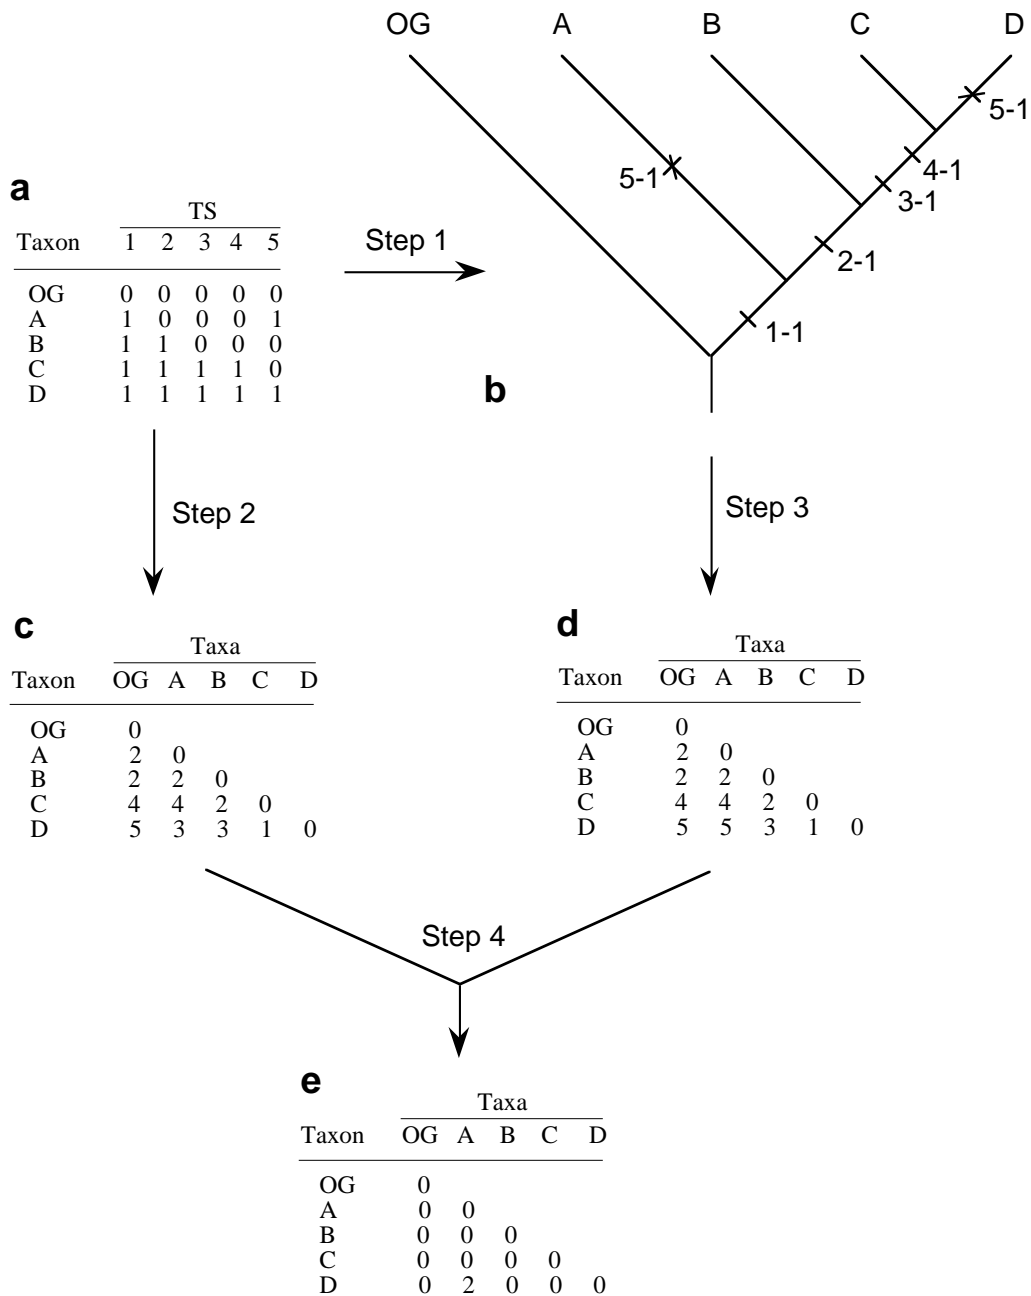 OG A B C D
5-1
4-1
5-1
3-1
a
TS
Taxon 1 2 3 4 5
Step 1
2-1
OG 0 0 0 0 0
A 1 0 0 0 1
B 1 1 0 0 0
C 1 1 1 1 0
D 1 1 1 1 1
1-1
b
Step 2
Step 3
c
Taxa
Taxon OG A B C D
OG 0
A 2 0
B 2 2 0
C 4 4 2 0
D 5 3 3 1 0
d
Taxa
Taxon OG A B C D
OG 0
A 2 0
B 2 2 0
C 4 4 2 0
D 5 5 3 1 0
Step 4
e
Taxa
Taxon OG A B C D
OG 0
A 0 0
B 0 0 0
C 0 0 0 0
D 0 2 0 0 0